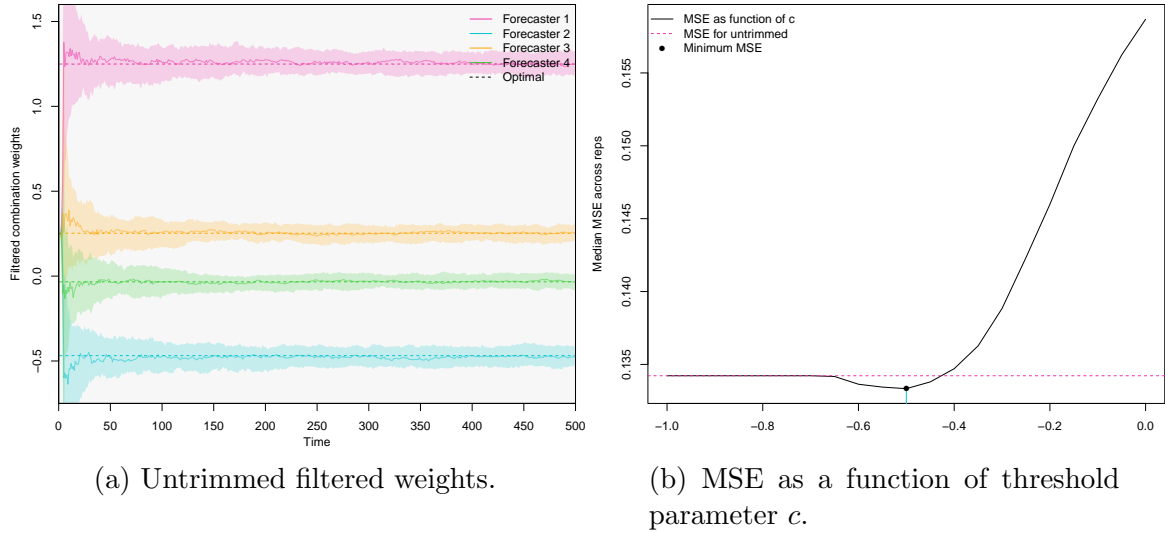 Filtered combination weights
1.5
1.0
0.5
0.0
−0.5
Forecaster 1
Forecaster 2
Forecaster 3
Forecaster 4
Optimal
0 50 100 150 200 250 300 350 400 450 500
Time
(a) Untrimmed filtered weights.
Median MSE across reps
0.155
0.150
0.145
0.140
0.135
MSE as function of c
MSE for untrimmed
Minimum MSE
−1.0 −0.8 −0.6 −0.4 −0.2 0.0
(b) MSE as a function of threshold
parameter c.